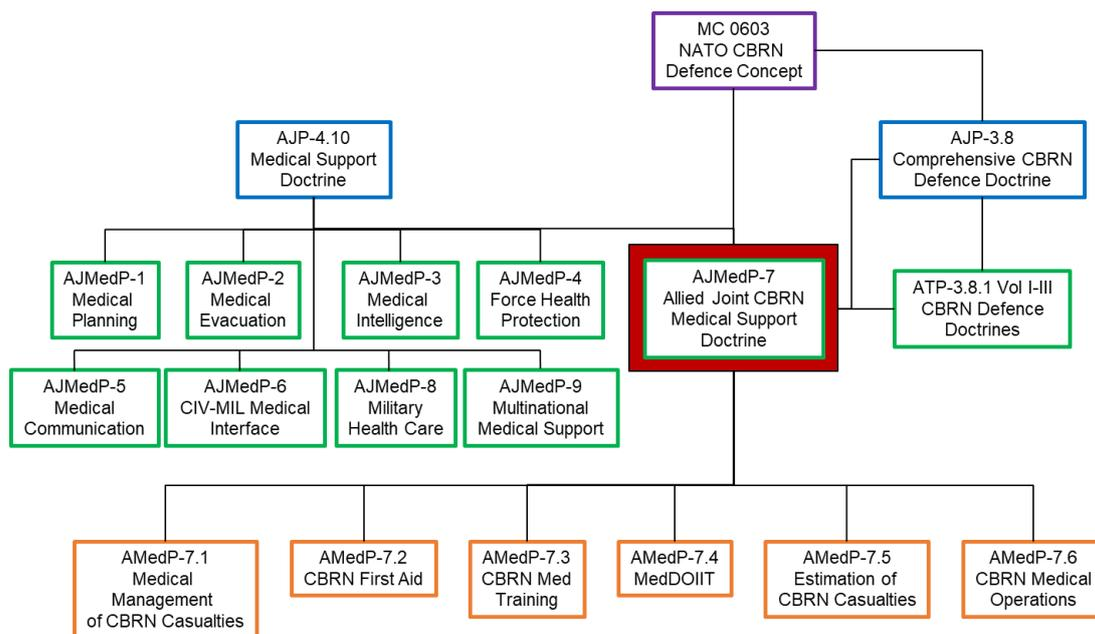 MC 0603
NATO CBRN
Defence Concept
AJP-4.10
Medical Support
Doctrine
AJP-3.8
Comprehensive CBRN
Defence Doctrine
AJMedP-1
Medical
Planning
AJMedP-2
Medical
Evacuation
AJMedP-3
Medical
Intelligence
AJMedP-4
Force Health
Protection
AJMedP-7
Allied Joint CBRN
Medical Support
Doctrine
ATP-3.8.1 Vol I-III
CBRN Defence
Doctrines
AJMedP-5
Medical
Communication
AJMedP-6
CIV-MIL Medical
Interface
AJMedP-8
Military
Health Care
AJMedP-9
Multinational
Medical Support
AMedP-7.1
Medical
Management
of CBRN Casualties
AMedP-7.2
CBRN First Aid
AMedP-7.3
CBRN Med
Training
AMedP-7.4
MedDOIIT
AMedP-7.5
Estimation of
CBRN Casualties
AMedP-7.6
CBRN Medical
Operations